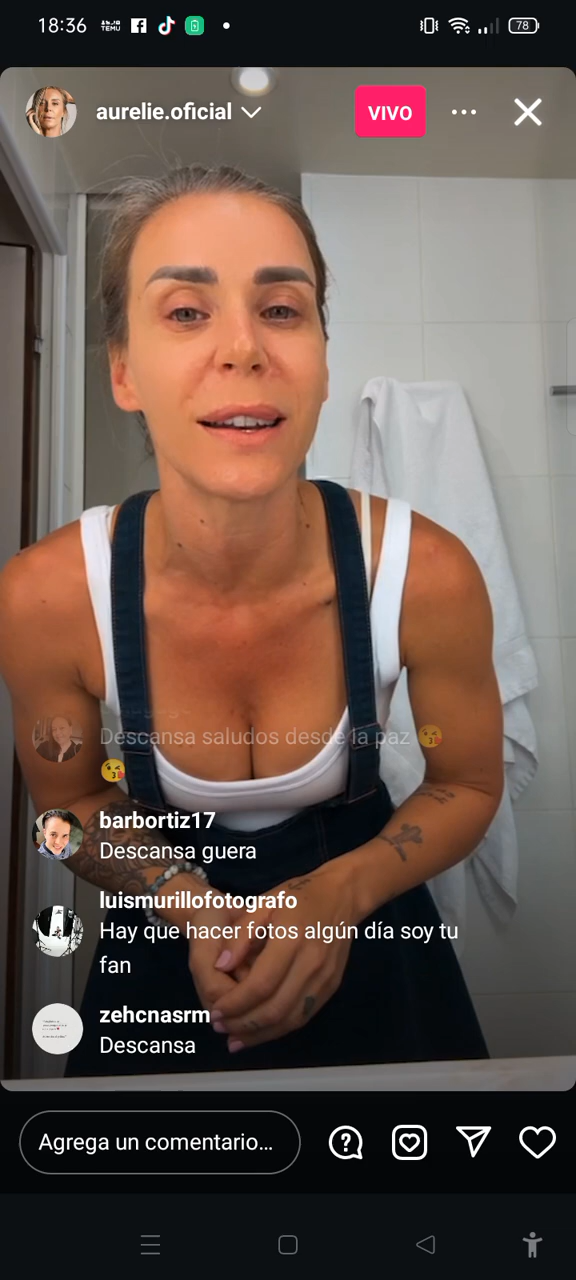 18:36
TEMU
78
aurelie.oficial
VIVO
Descansa saludos desde la paz 😘
😘
barbortiz17
Descansa guera
luismurillofotografo
Hay que hacer fotos algún día soy tu
fan
zehcnasrm
Descansa
Agrega un comentario...